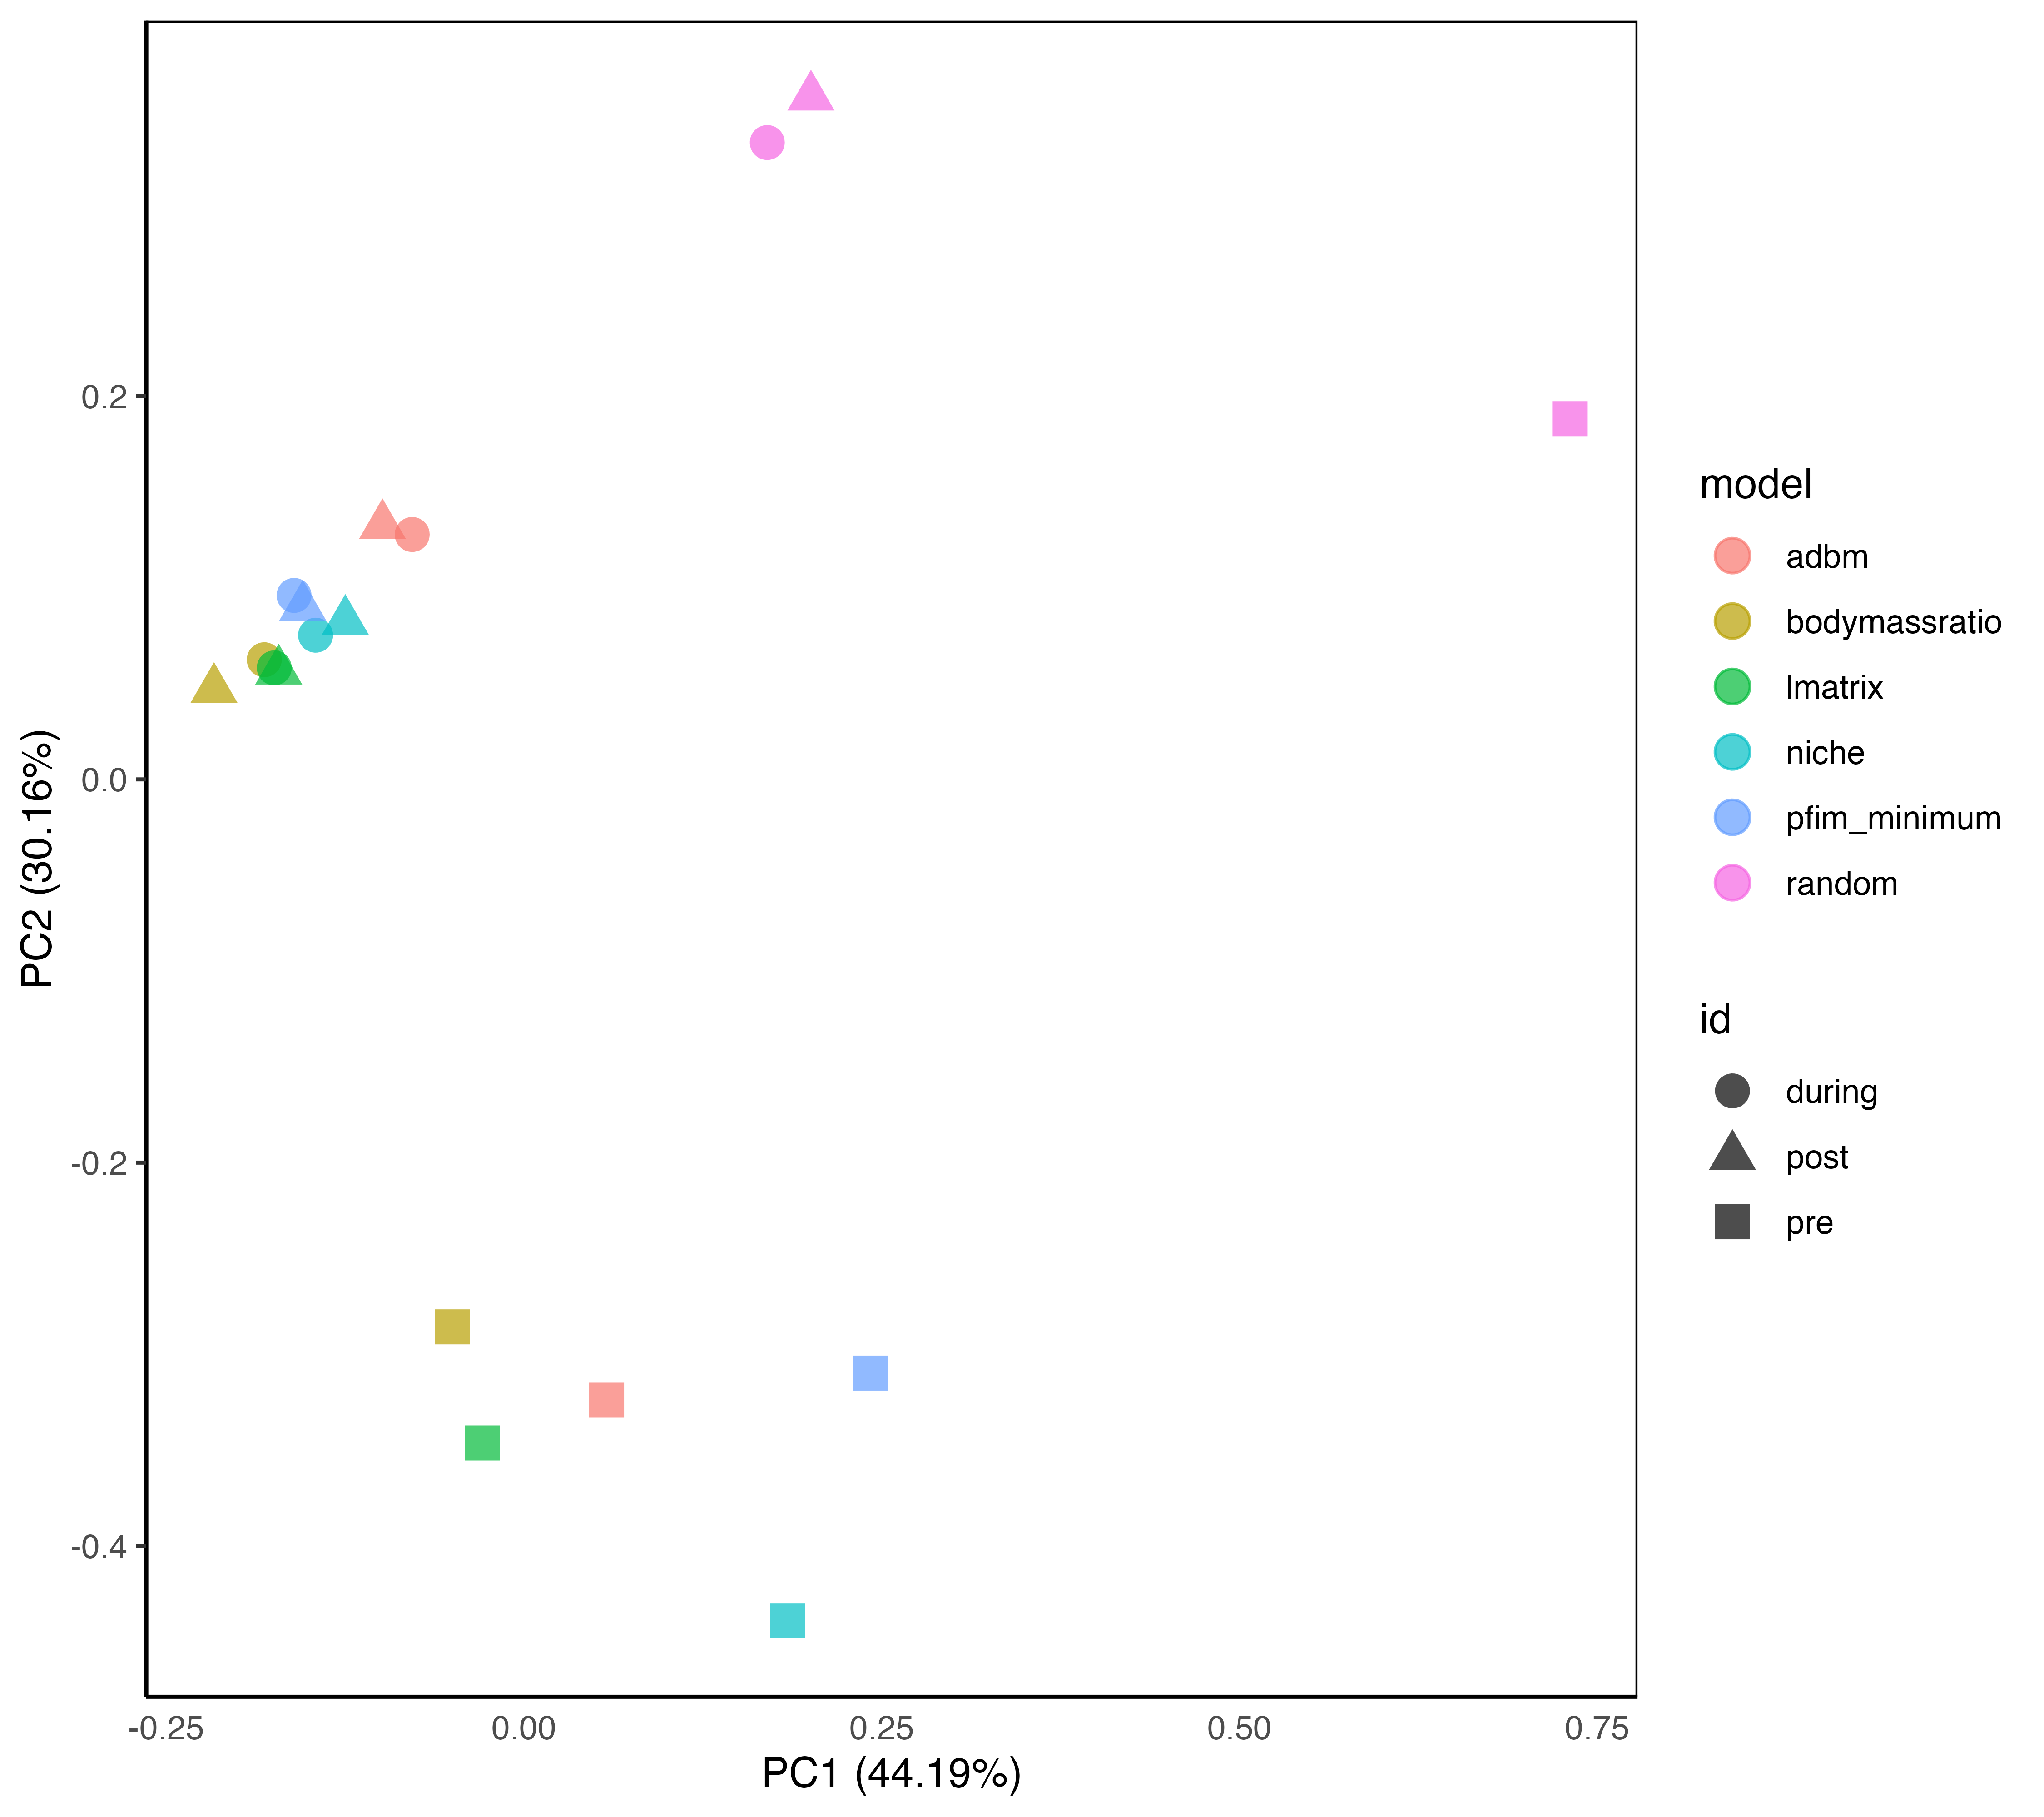 0.2
0.0
-0.2
-0.4
PC2 (30.16%)
-0.25
0.00
0.25
0.50
0.75
PC1 (44.19%)
model
adbm
bodymassratio
lmatrix
niche
pfim_minimum
random
id
during
post
pre